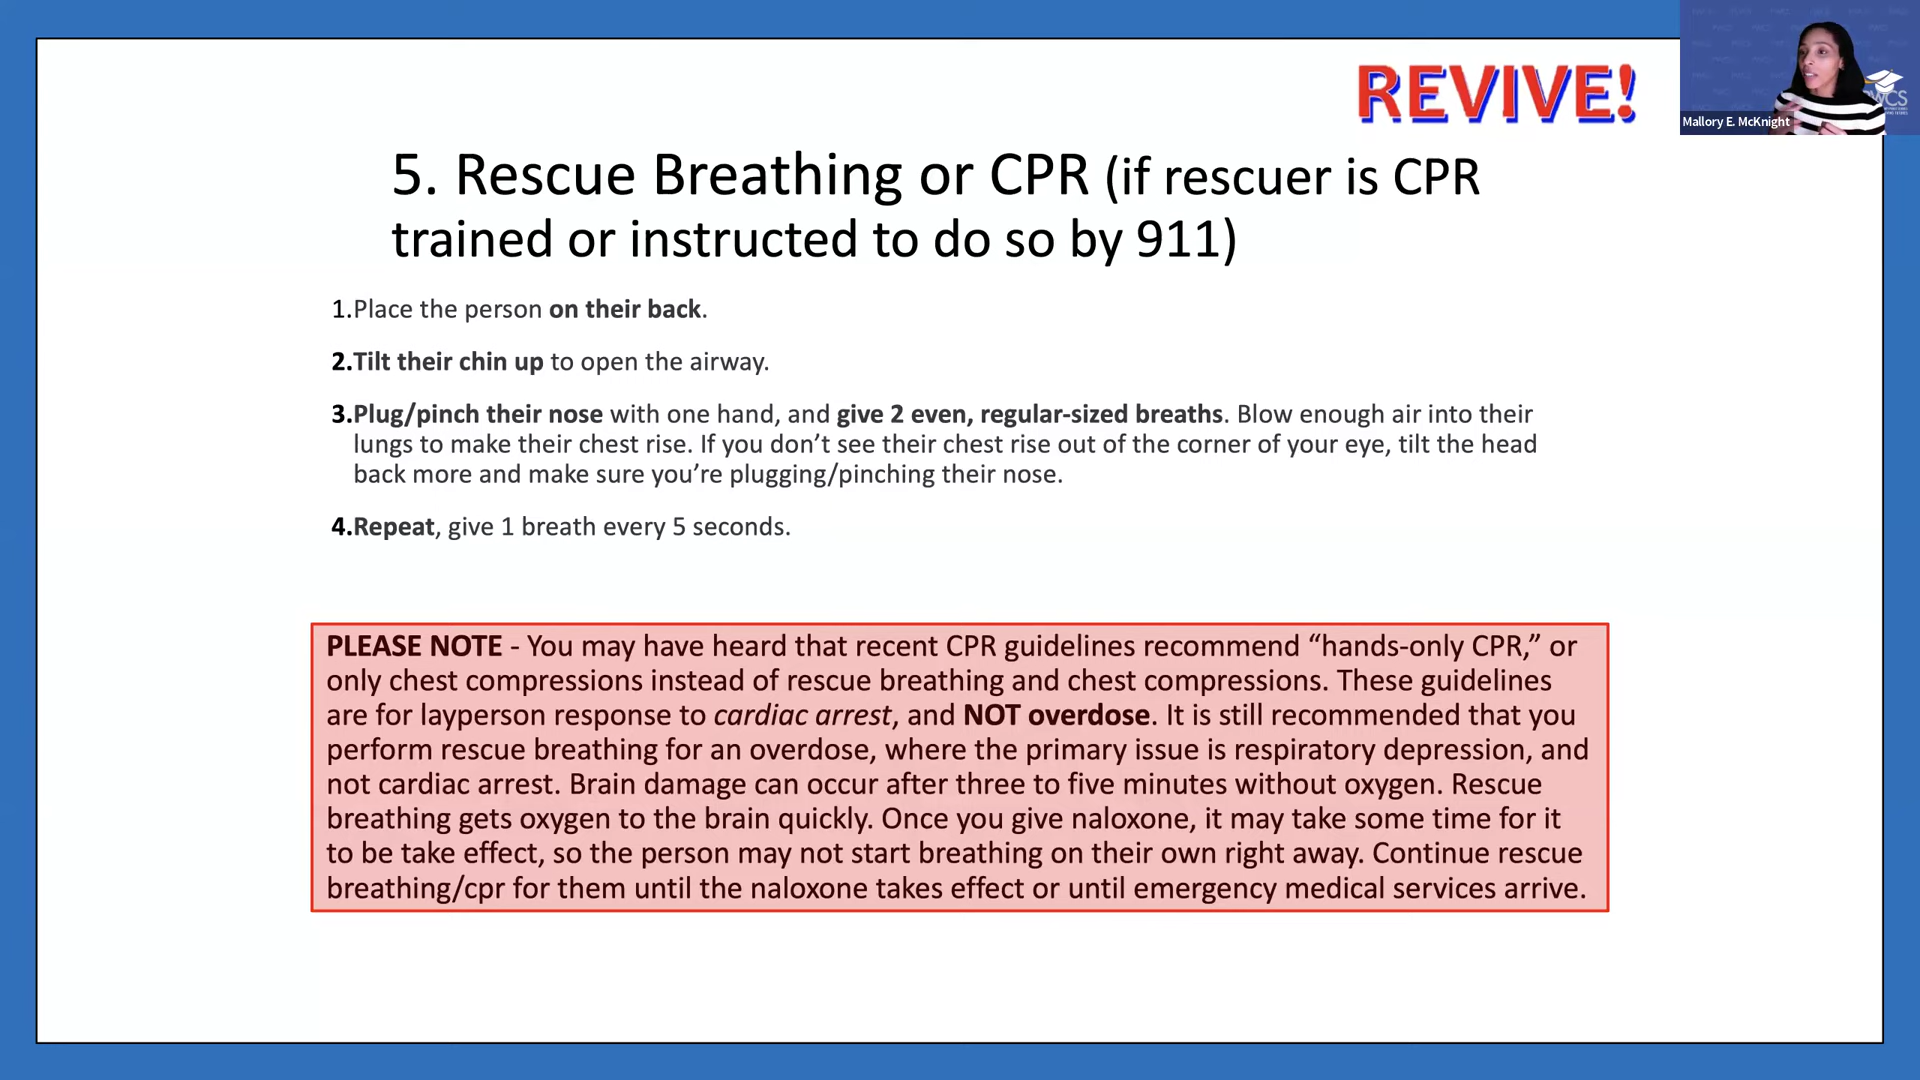 REVIVE!
Mallory E. McKnight
5. Rescue Breathing or CPR (if rescuer is CPR
trained or instructed to do so by 911)
1.Place the person on their back.
2.Tilt their chin up to open the airway.
3.Plug/pinch their nose with one hand, and give 2 even, regular-sized breaths. Blow enough air into their
lungs to make their chest rise. If you don’t see their chest rise out of the corner of your eye, tilt the head
back more and make sure you’re plugging/pinching their nose.
4.Repeat, give 1 breath every 5 seconds.
PLEASE NOTE - You may have heard that recent CPR guidelines recommend “hands-only CPR,” or
only chest compressions instead of rescue breathing and chest compressions. These guidelines
are for layperson response to cardiac arrest, and NOT overdose. It is still recommended that you
perform rescue breathing for an overdose, where the primary issue is respiratory depression, and
not cardiac arrest. Brain damage can occur after three to five minutes without oxygen. Rescue
breathing gets oxygen to the brain quickly. Once you give naloxone, it may take some time for it
to be take effect, so the person may not start breathing on their own right away. Continue rescue
breathing/cpr for them until the naloxone takes effect or until emergency medical services arrive.